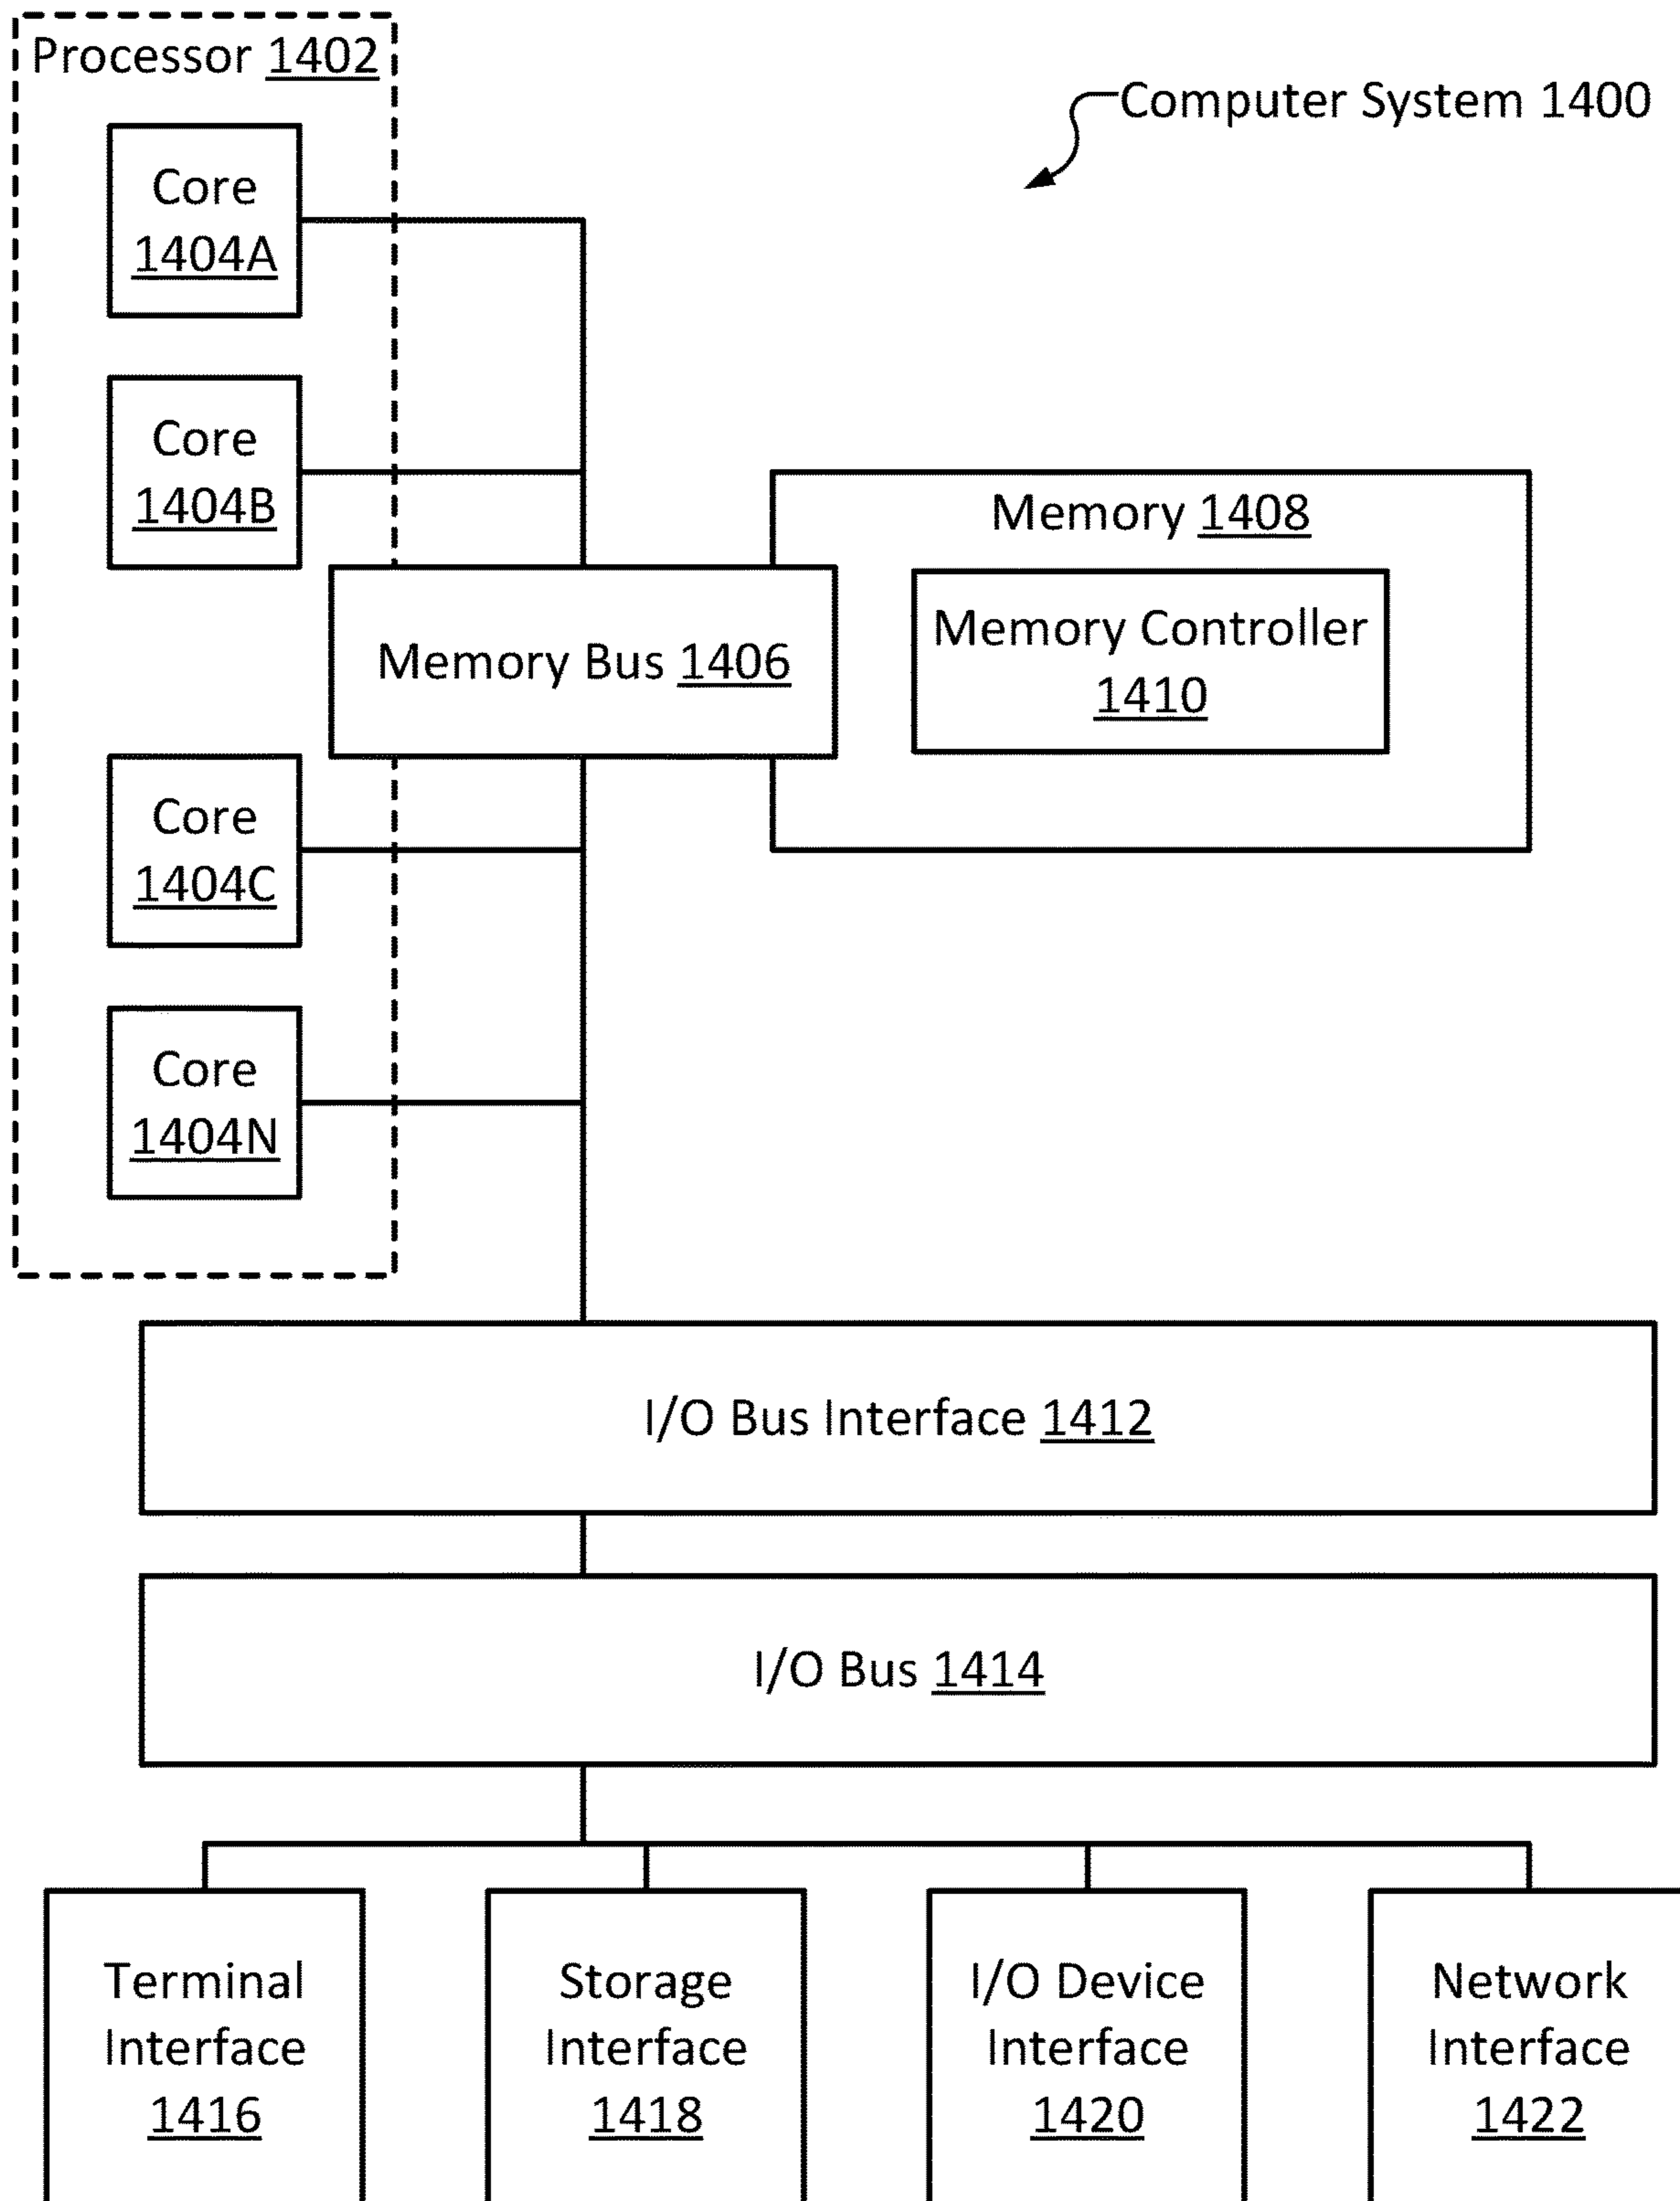 Processor 1402
Computer System 1400
Core
1404A
Core
1404B
Memory 1408
Memory Controller
1410
Memory Bus 1406
Core
1404C
Core
1404N
I/O Bus Interface 1412
I/O Bus 1414
Terminal
Interface
1416
Storage
Interface
1418
I/O Device
Interface
1420
Network
Interface
1422